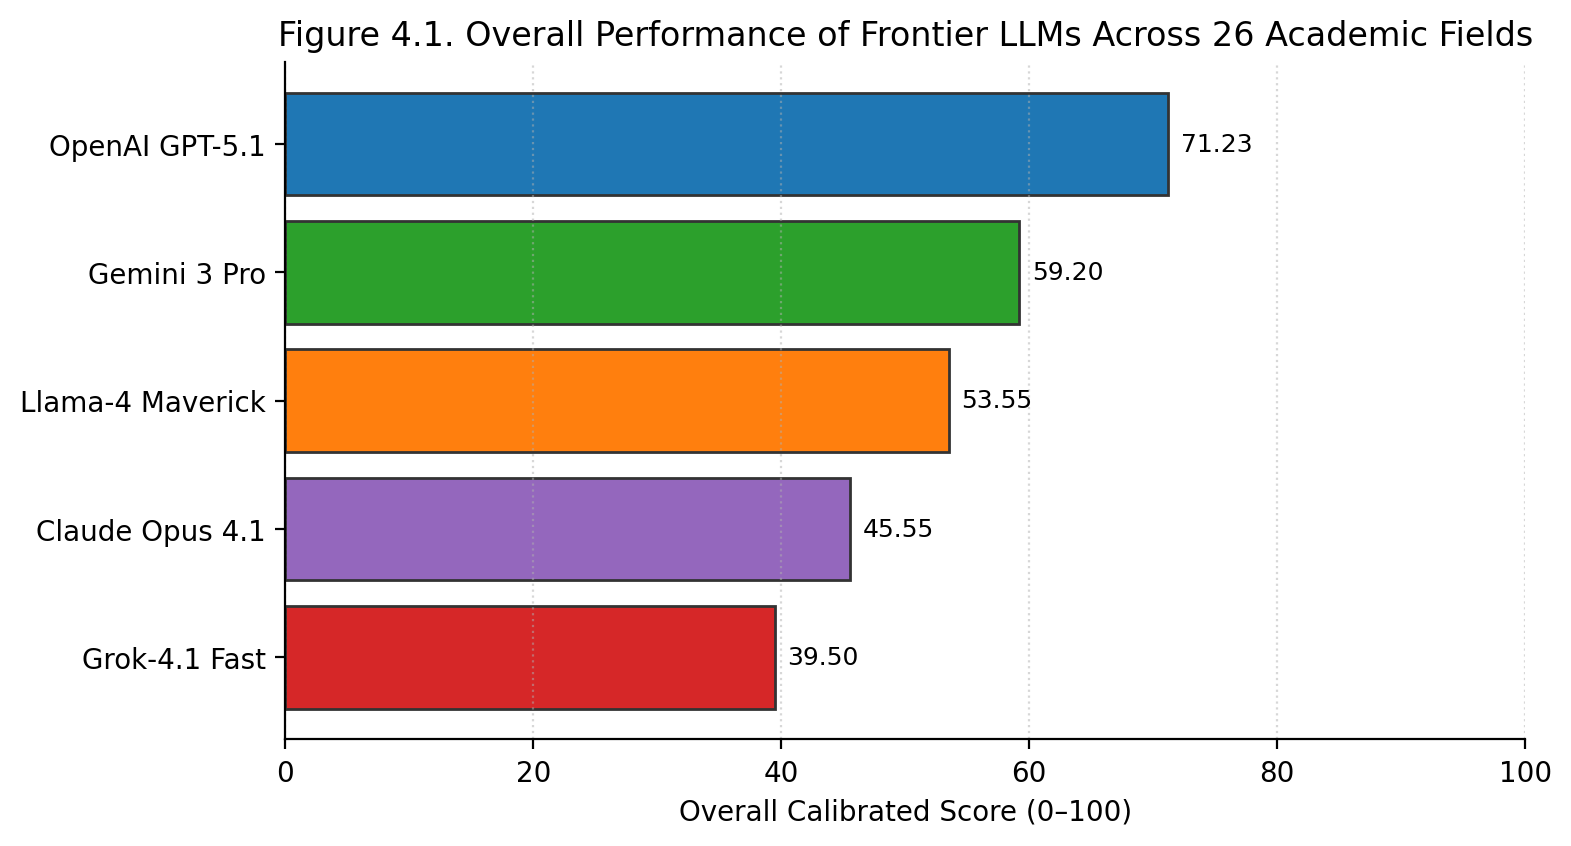 Figure 4.1. Overall Performance of Frontier LLMs Across 26 Academic Fields
OpenAI GPT-5.1
71.23
Gemini 3 Pro
59.20
Llama-4 Maverick
53.55
Claude Opus 4.1
45.55
Grok-4.1 Fast
39.50
0 20 40 60 80 100
Overall Calibrated Score (0–100)